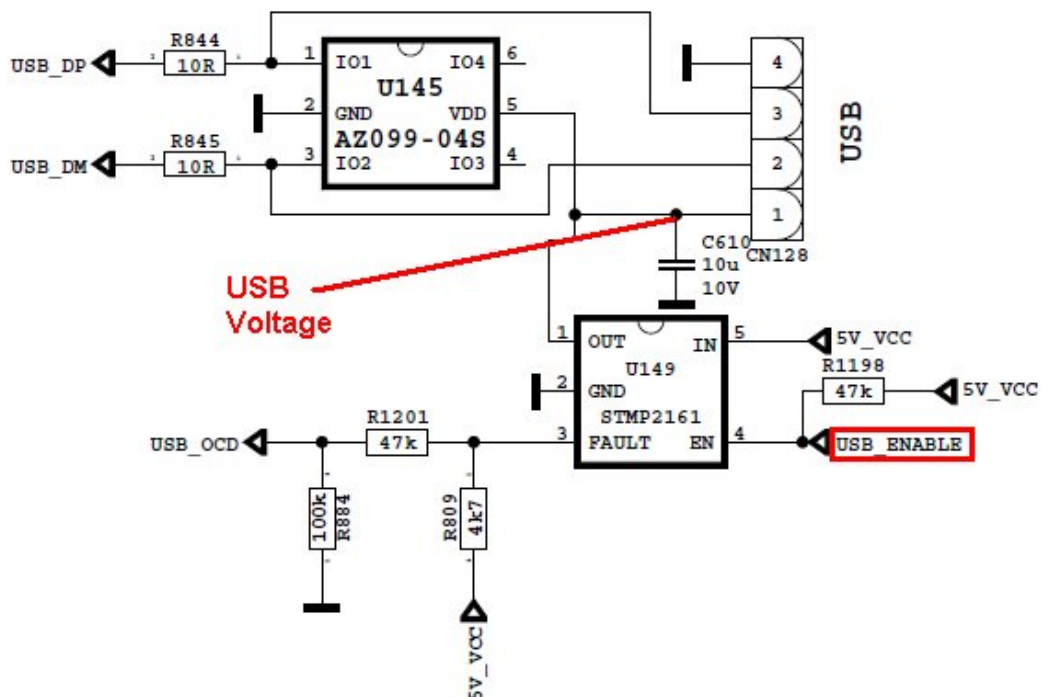 R844
USB_DP
10R
1
IO1
IO4
6
U145
2
GND
VDD
5
AZ099-04S
R845
USB_DM
10R
3
IO2
IO3
4
4
3
2
1
USB
CN128
C610
10u
10V
USB
Voltage
1
OUT
IN
5
5V_VCC
U149
R1198
47k
5V_VCC
2
GND
STMP2161
R1201
USB_OCD
47k
3
FAULT
EN
4
USB_ENABLE
100k
R884
R809
4k7
5V_VCC